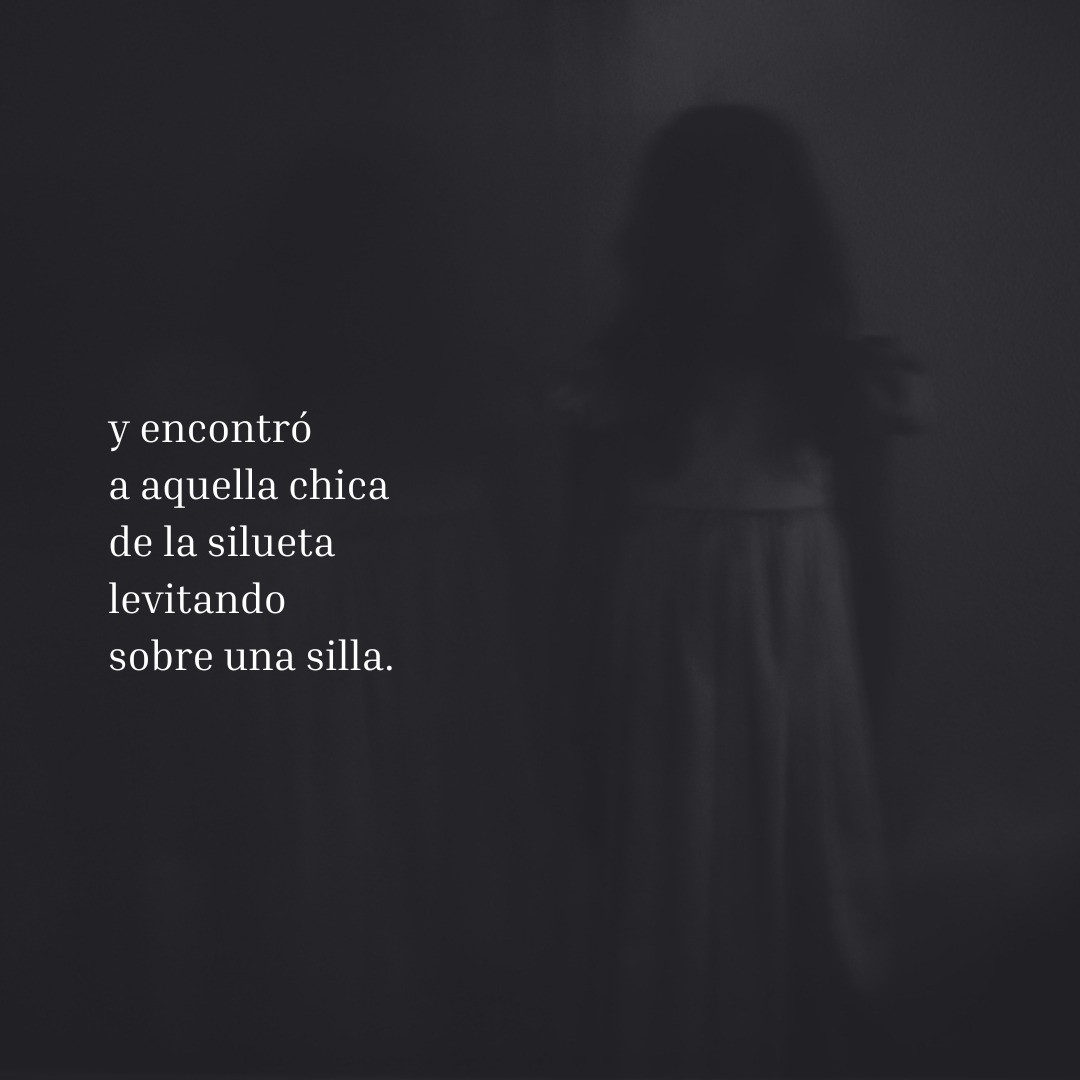 y encontró
a aquella chica
de la silueta
levitando
sobre una silla.